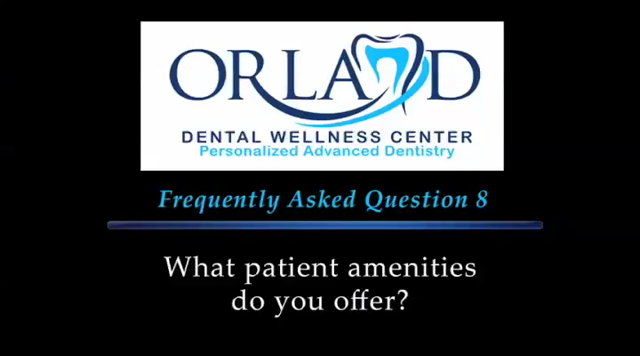 ORLAND
DENTAL WELLNESS CENTER
Personalized Advanced Dentistry
Frequently Asked Question 8
What patient amenities
do you offer?